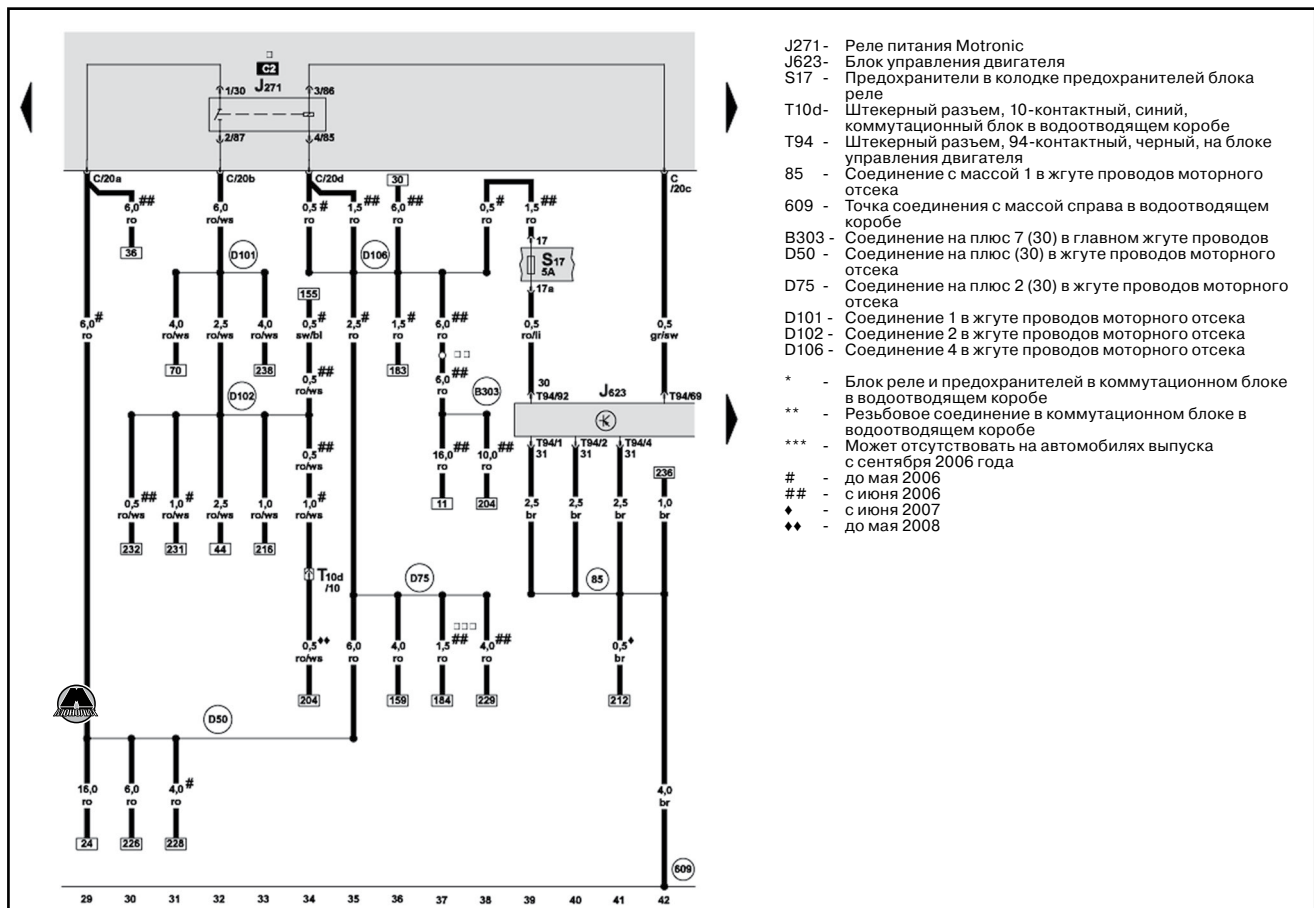 C2
J271
1/30
3/86
2/87
4/85
C/20a
C/20b
C/20d
30
C
/20c
6,0 ##
ro
6,0
ro/ws
0,5 #
ro
1,5 ##
ro
6,0 ##
ro
0,5 #
ro
1,5 ##
ro
36
D101
D106
17
S17
5A
17a
155
6,0 #
ro
4,0
ro/ws
2,5
ro/ws
4,0
ro/ws
0,5 #
sw/bl
2,5 #
ro
1,5 #
ro
6,0 ##
ro
0,5
ro/li
0,5
gr/sw
70
238
0,5 ##
ro/ws
183
6,0 ##
ro
D102
B303
30
T94/92
J623
T94/69
T94/1
31
T94/2
31
T94/4
31
0,5 ##
ro/ws
16,0 ##
ro
10,0 ##
ro
236
0,5 ##
ro/ws
1,0 #
ro/ws
2,5
ro/ws
1,0
ro/ws
1,0 #
ro/ws
11
204
2,5
br
2,5
br
2,5
br
1,0
br
232
231
44
216
T10d
/10
D75
85
0,5 ♦♦
ro/ws
6,0
ro
4,0
ro
1,5 ##
ro
4,0 ##
ro
0,5 ♦
br
204
159
184
229
212
D50
16,0
ro
6,0
ro
4,0 #
ro
4,0
br
24
226
228
609
29 30 31 32 33 34 35 36 37 38 39 40 41 42
J271 - Реле питания Motronic
J623 - Блок управления двигателя
S17 - Предохранители в колодке предохранителей блока
реле
T10d - Штекерный разъем, 10-контактный, синий,
коммутационный блок в водоотводящем коробе
T94 - Штекерный разъем, 94-контактный, черный, на блоке
управления двигателя
85 - Соединение с массой 1 в жгуте проводов моторного
отсека
609 - Точка соединения с массой справа в водоотводящем
коробе
B303 - Соединение на плюс 7 (30) в главном жгуте проводов
D50 - Соединение на плюс (30) в жгуте проводов моторного
отсека
D75 - Соединение на плюс 2 (30) в жгуте проводов моторного
отсека
D101 - Соединение 1 в жгуте проводов моторного отсека
D102 - Соединение 2 в жгуте проводов моторного отсека
D106 - Соединение 4 в жгуте проводов моторного отсека
* - Блок реле и предохранителей в коммутационном блоке
в водоотводящем коробе
** - Резьбовое соединение в коммутационном блоке в
водоотводящем коробе
*** - Может отсутствовать на автомобилях выпуска
с сентября 2006 года
# - до мая 2006
## - с июня 2006
♦ - с июня 2007
♦♦ - до мая 2008